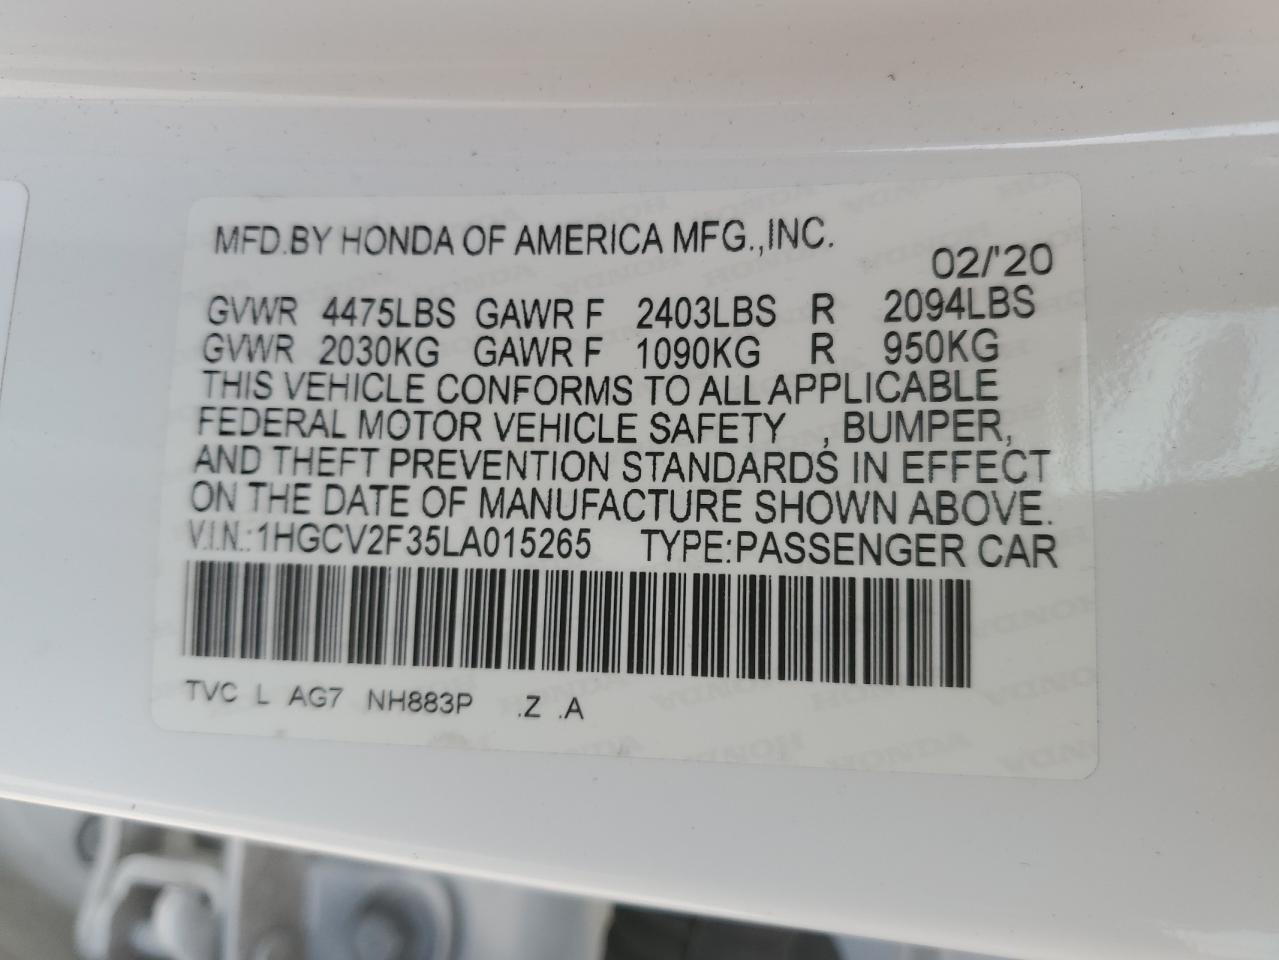 MFD.BY HONDA OF AMERICA MFG.,INC.
02/'20
GVWR 4475LBS GAWR F 2403LBS R 2094LBS
GVWR 2030KG GAWR F 1090KG R 950KG
THIS VEHICLE CONFORMS TO ALL APPLICABLE
FEDERAL MOTOR VEHICLE SAFETY , BUMPER,
AND THEFT PREVENTION STANDARDS IN EFFECT
ON THE DATE OF MANUFACTURE SHOWN ABOVE.
V.I.N.:1HGCV2F35LA015265 TYPE:PASSENGER CAR
TVC L AG7 NH883P .Z .A